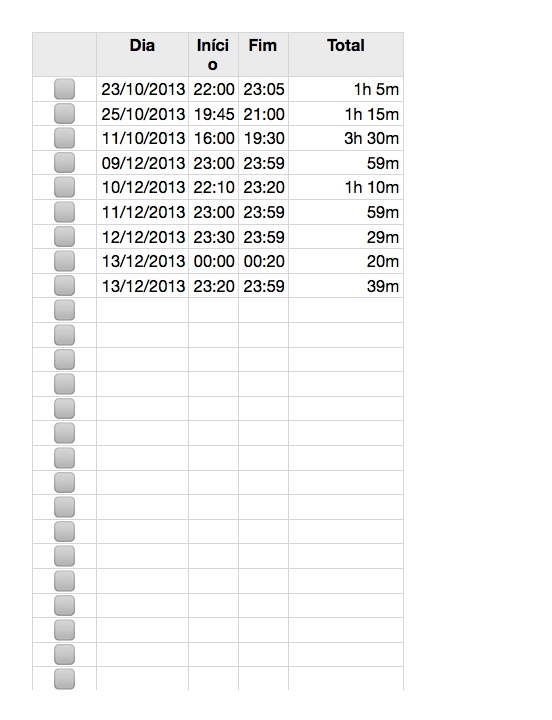 Dia Início Fim Total
23/10/2013 22:00 23:05 1h 5m
25/10/2013 19:45 21:00 1h 15m
11/10/2013 16:00 19:30 3h 30m
09/12/2013 23:00 23:59 59m
10/12/2013 22:10 23:20 1h 10m
11/12/2013 23:00 23:59 59m
12/12/2013 23:30 23:59 29m
13/12/2013 00:00 00:20 20m
13/12/2013 23:20 23:59 39m